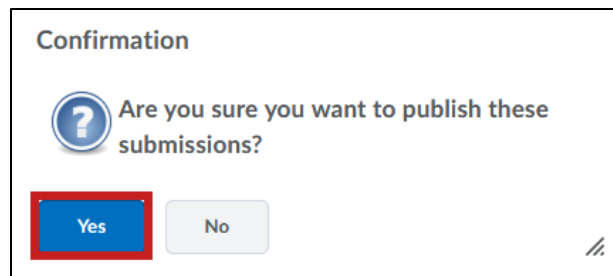 Confirmation
Are you sure you want to publish these
submissions?
Yes
No